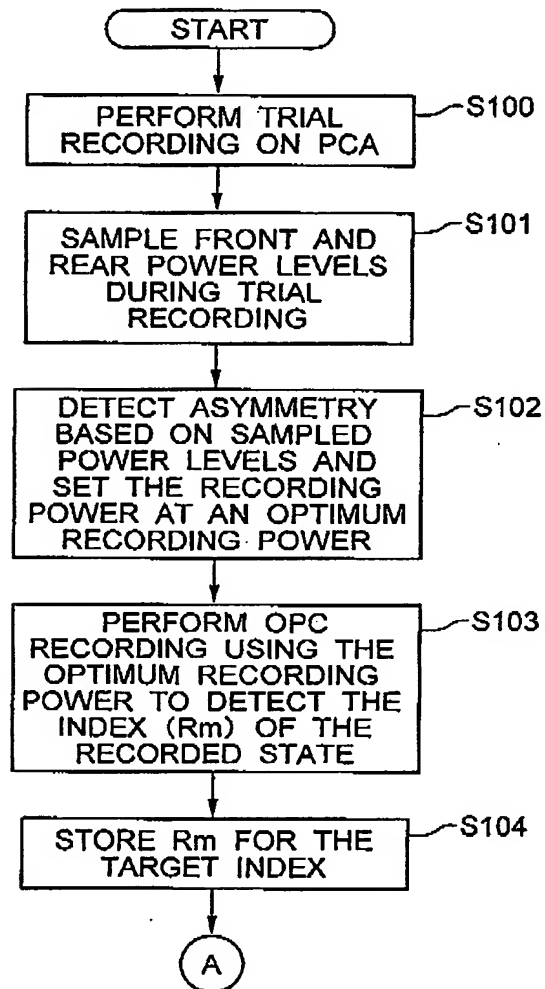 START
PERFORM TRIAL
RECORDING ON PCA
S100
SAMPLE FRONT AND
REAR POWER LEVELS
DURING TRIAL
RECORDING
S101
DETECT ASYMMETRY
BASED ON SAMPLED
POWER LEVELS AND
SET THE RECORDING
POWER AT AN OPTIMUM
RECORDING POWER
S102
PERFORM OPC
RECORDING USING THE
OPTIMUM RECORDING
POWER TO DETECT THE
INDEX (Rm) OF THE
RECORDED STATE
S103
STORE Rm FOR THE
TARGET INDEX
S104
A